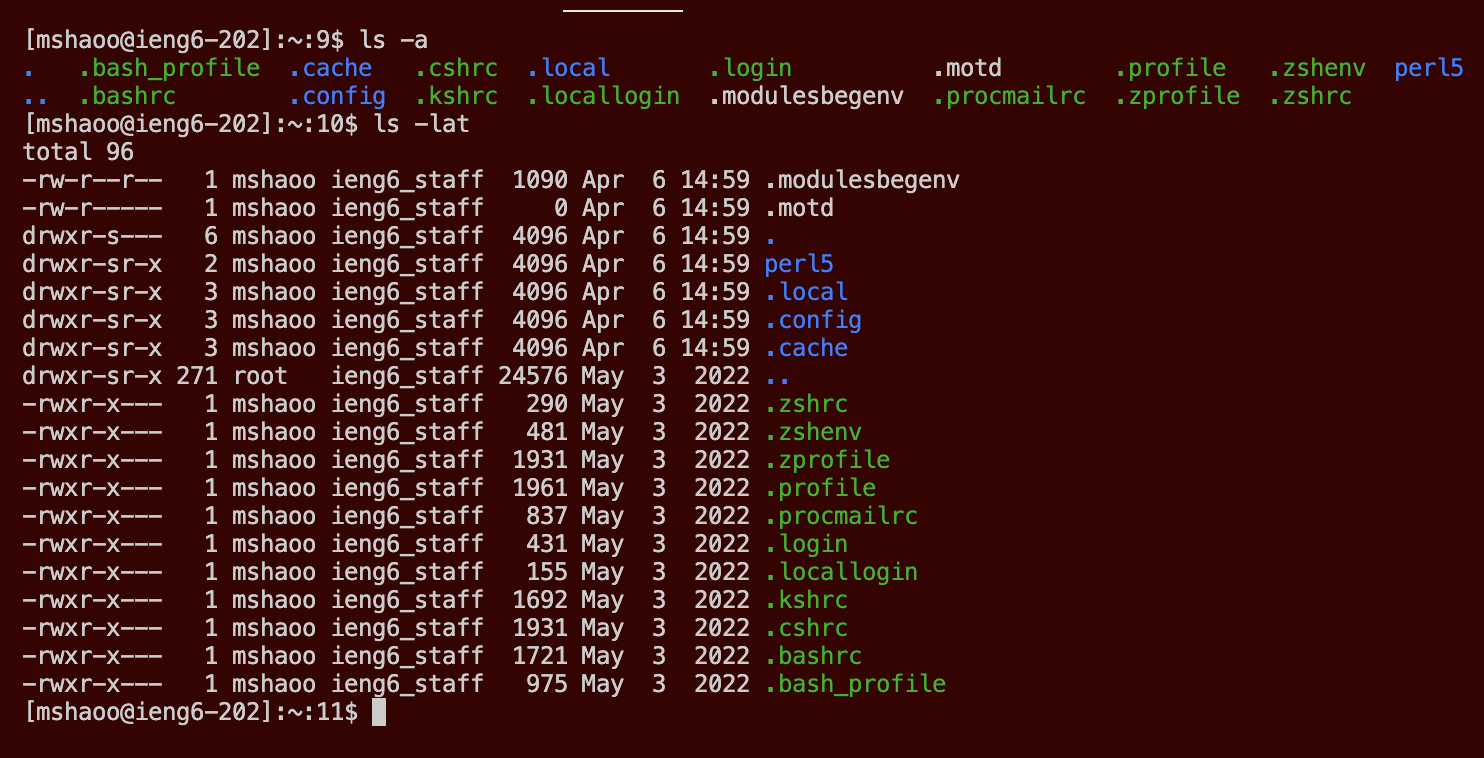 [mshaoo@ieng6-202]:~:9$ ls -a
.   .bash_profile  .cache   .cshrc  .local       .login          .motd        .profile   .zshenv  perl5
..  .bashrc        .config  .kshrc  .locallogin  .modulesbegenv  .procmailrc  .zprofile  .zshrc
[mshaoo@ieng6-202]:~:10$ ls -lat
total 96
-rw-r--r--   1 mshaoo ieng6_staff  1090 Apr  6 14:59 .modulesbegenv
-rw-r-----   1 mshaoo ieng6_staff     0 Apr  6 14:59 .motd
drwxr-s---   6 mshaoo ieng6_staff  4096 Apr  6 14:59 .
drwxr-sr-x   2 mshaoo ieng6_staff  4096 Apr  6 14:59 perl5
drwxr-sr-x   3 mshaoo ieng6_staff  4096 Apr  6 14:59 .local
drwxr-sr-x   3 mshaoo ieng6_staff  4096 Apr  6 14:59 .config
drwxr-sr-x   3 mshaoo ieng6_staff  4096 Apr  6 14:59 .cache
drwxr-sr-x 271 root   ieng6_staff 24576 May  3  2022 ..
-rwxr-x---   1 mshaoo ieng6_staff   290 May  3  2022 .zshrc
-rwxr-x---   1 mshaoo ieng6_staff   481 May  3  2022 .zshenv
-rwxr-x---   1 mshaoo ieng6_staff  1931 May  3  2022 .zprofile
-rwxr-x---   1 mshaoo ieng6_staff  1961 May  3  2022 .profile
-rwxr-x---   1 mshaoo ieng6_staff   837 May  3  2022 .procmailrc
-rwxr-x---   1 mshaoo ieng6_staff   431 May  3  2022 .login
-rwxr-x---   1 mshaoo ieng6_staff   155 May  3  2022 .locallogin
-rwxr-x---   1 mshaoo ieng6_staff  1692 May  3  2022 .kshrc
-rwxr-x---   1 mshaoo ieng6_staff  1931 May  3  2022 .cshrc
-rwxr-x---   1 mshaoo ieng6_staff  1721 May  3  2022 .bashrc
-rwxr-x---   1 mshaoo ieng6_staff   975 May  3  2022 .bash_profile
[mshaoo@ieng6-202]:~:11$